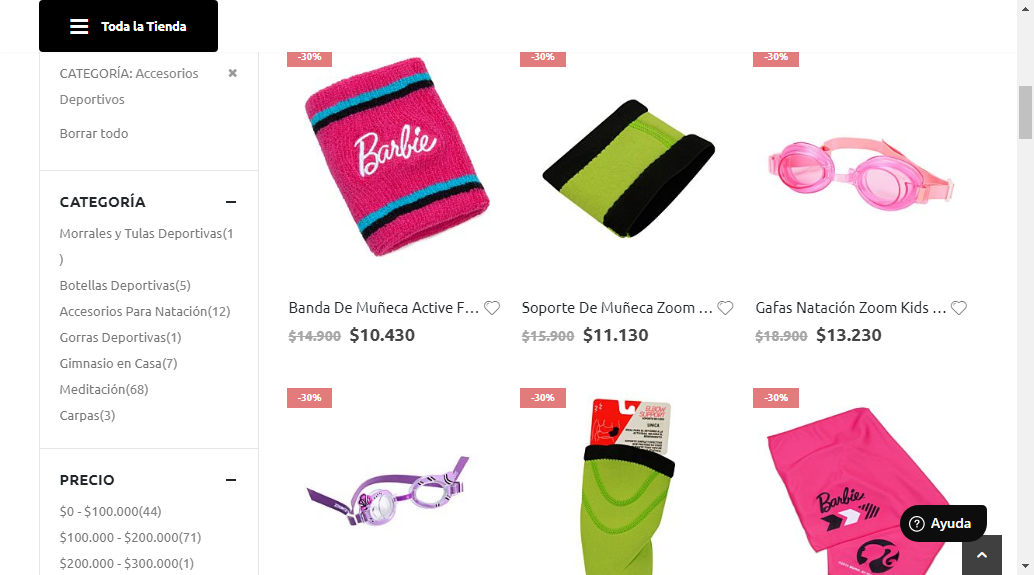 Toda la Tienda
CATEGORÍA: Accesorios
Deportivos
Borrar todo
CATEGORÍA
Morrales y Tulas Deportivas(1
)
Botellas Deportivas(5)
Accesorios Para Natación(12)
Gorras Deportivas(1)
Gimnasio en Casa(7)
Meditación(68)
Carpas(3)
PRECIO
$0 - $100.000(44)
$100.000 - $200.000(71)
$200.000 - $300.000(1)
-30%
-30%
-30%
Barbie
Banda De Muñeca Active F...
Soporte De Muñeca Zoom ...
Gafas Natación Zoom Kids ...
$14.900 $10.430
$15.900 $11.130
$18.900 $13.230
-30%
-30%
-30%
ELBOW
SUPPORT
UNICA
Barbie
Ayuda